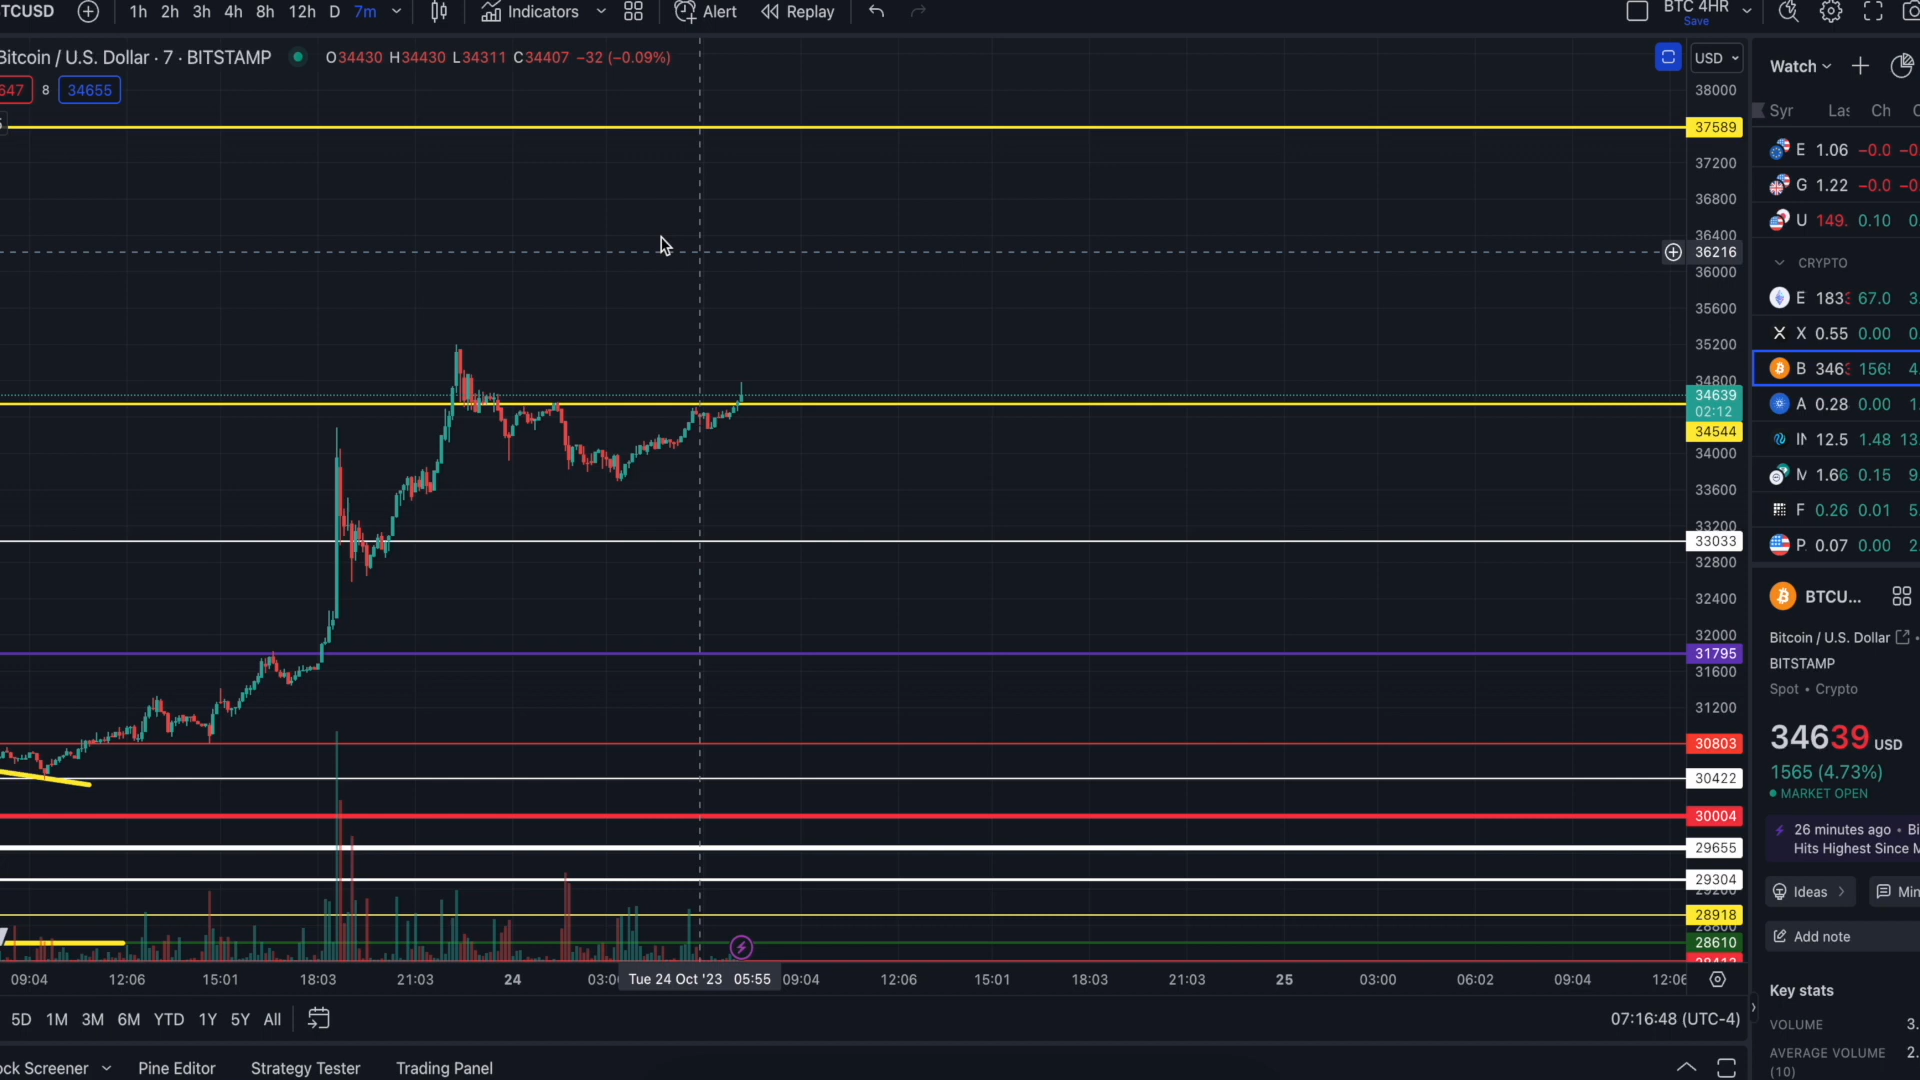 TCUSD 1h 2h 3h 4h 8h 12h D 7m Indicators Alert Replay BTC 4HR
Save
Bitcoin / U.S. Dollar · 7 · BITSTAMP O34430 H34430 L34311 C34407 −32 (−0.09%) USD
647 8 34655
38000
37589
37200
36800
36400
36216
36000
35600
35200
34800
34639
02:12
34544
34000
33600
33200
33033
32800
32400
32000
31795
31600
31200
30803
30422
30004
29655
29304
28918
28610
09:04 12:06 15:01 18:03 21:03 24 03:0 Tue 24 Oct '23 05:55 09:04 12:06 15:01 18:03 21:03 25 03:00 06:02 09:04 12:06
5D 1M 3M 6M YTD 1Y 5Y All 07:16:48 (UTC-4)
ock Screener Pine Editor Strategy Tester Trading Panel
Watch
Syr Las Ch
E 1.06 −0.0 −0
G 1.22 −0.0 −0
U 149. 0.10 0
CRYPTO
E 183 67.0 3.
X 0.55 0.00 0
B 346 156 4.
A 0.28 0.00 1.
12.5 1.48 13.
M 1.66 0.15 9.
F 0.26 0.01 5.
P 0.07 0.00 2.
BTCU...
Bitcoin / U.S. Dollar
BITSTAMP
Spot • Crypto
34639 USD
1565 (4.73%)
MARKET OPEN
26 minutes ago • Bi
Hits Highest Since M
Ideas Min
Add note
Key stats
VOLUME 3.
AVERAGE VOLUME 2.
(10)